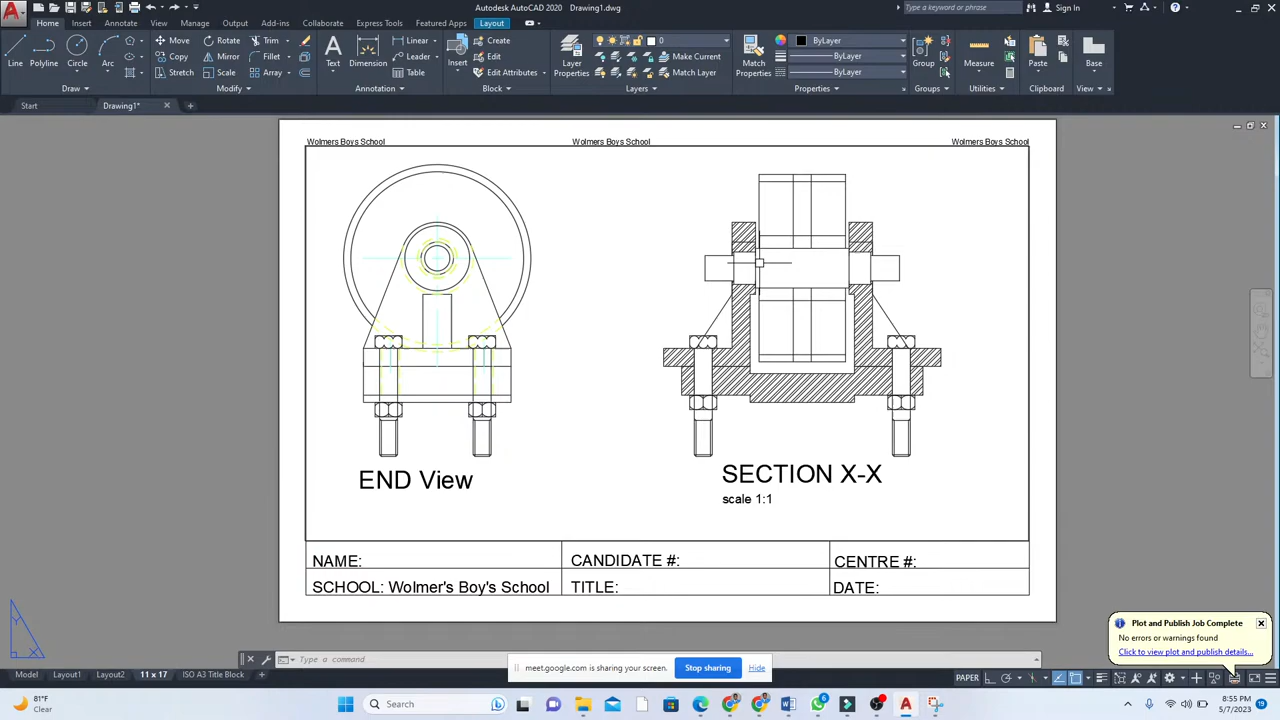 Autodesk AutoCAD 2020 Drawing1.dwg
Type a keyword or phrase
Sign In
Home Insert Annotate Parametric View Manage Output Add-ins Collaborate Express Tools Featured Apps Layout
Line Polyline Circle Arc
Move Rotate Trim
Copy Mirror Fillet
Stretch Scale Array
Text Dimension
Linear
Leader
Table
Insert
Create
Edit
Edit Attributes
Layer Properties
0
Make Current
Match Layer
Match Properties
ByLayer
ByLayer
ByLayer
Group
Measure
Paste
Base
Draw Modify Annotation Block Layers Properties Groups Utilities Clipboard View
Start Drawing1*
Wolmers Boys School Wolmers Boys School Wolmers Boys School
END View
SECTION X-X
scale 1:1
NAME: CANDIDATE #: CENTRE #:
SCHOOL: Wolmer's Boy's School TITLE: DATE:
Y
X
Plot and Publish Job Complete
No errors or warnings found
Click to view plot and publish details...
Type a command
meet.google.com is sharing your screen. Stop sharing Hide
Model Layout1 Layout2 11 x 17 ISO A3 Title Block
PAPER
81°F
Clear
Search
6
8:55 PM
5/7/2023
19